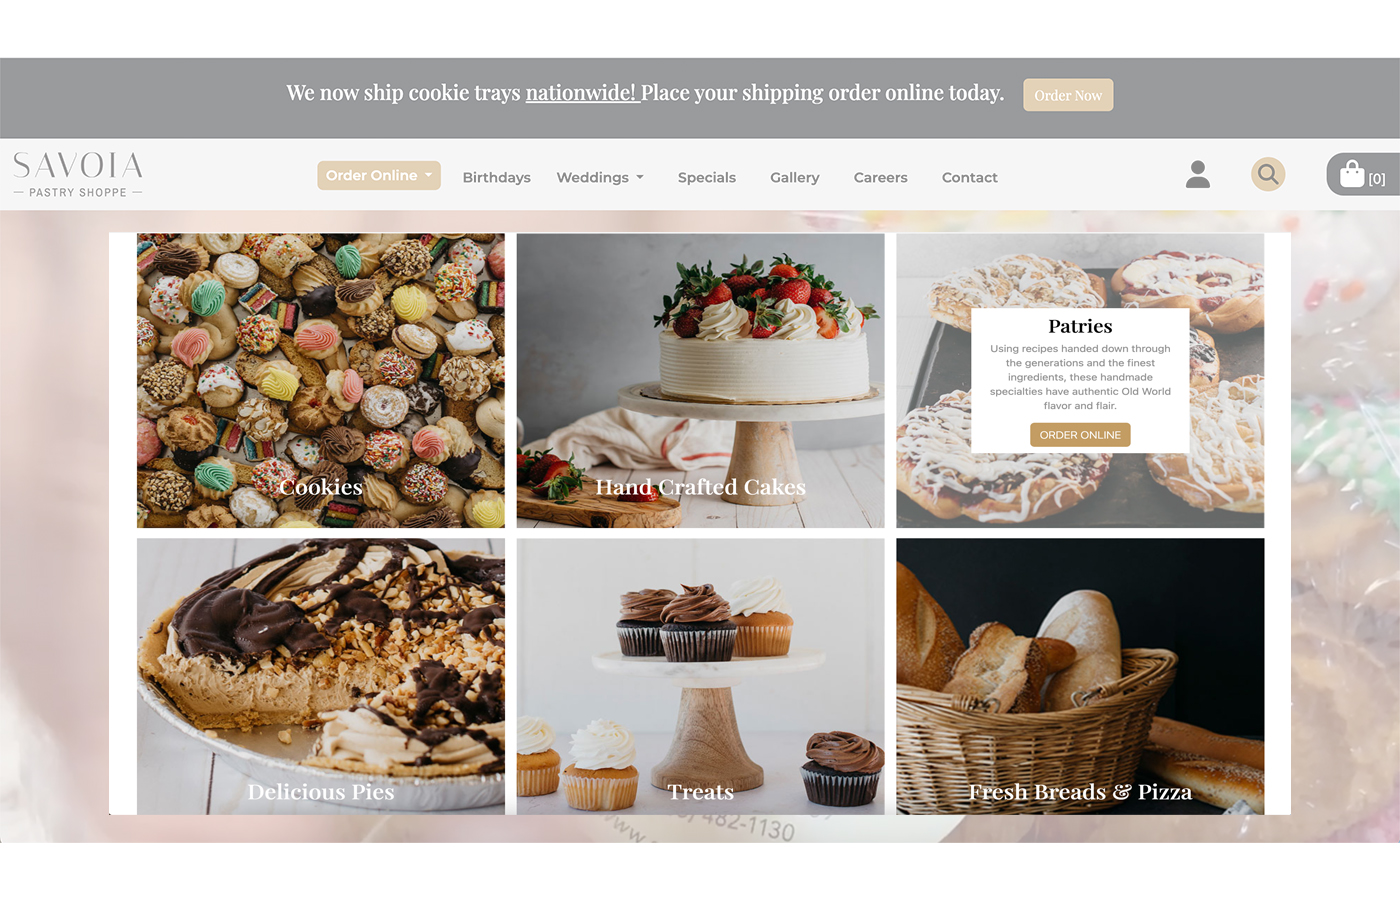 We now ship cookie trays nationwide! Place your shipping order online today.
Order Now
SAVOIA
PASTRY SHOPPE
Order Online
Birthdays
Weddings
Specials
Gallery
Careers
Contact
[0]
Cookies
Hand Crafted Cakes
Patries
Using recipes handed down through
the generations and the finest
ingredients, these handmade
specialties have authentic Old World
flavor and flair.
ORDER ONLINE
Delicious Pies
Treats
Fresh Breads & Pizza
482-1130